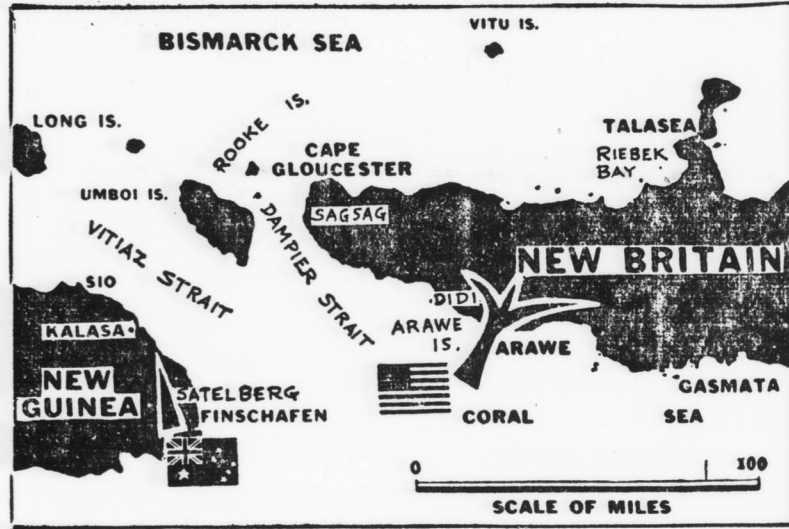 VITU IS.
BISMARCK SEA
LONG IS.
ROOKE IS.
TALASEA
CAPE
GLOUCESTER
RIEBEK
BAY
UMBOI IS.
SAGSAG
VITIAZ STRAIT
DAMPIER STRAIT
NEW BRITAIN
SIO
DIDI
KALASA
ARAWE
IS.
ARAWE
NEW
GUINEA
SATELBERG
FINSCHAFEN
GASMATA
CORAL SEA
0 100
SCALE OF MILES